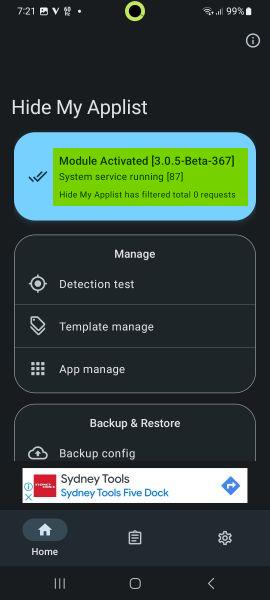 7:21
99%
Hide My Applist
Module Activated [3.0.5-Beta-367]
System service running [87]
Hide My Applist has filtered total 0 requests
Manage
Detection test
Template manage
App manage
Backup & Restore
Backup config
Sydney Tools
Sydney Tools Five Dock
Home